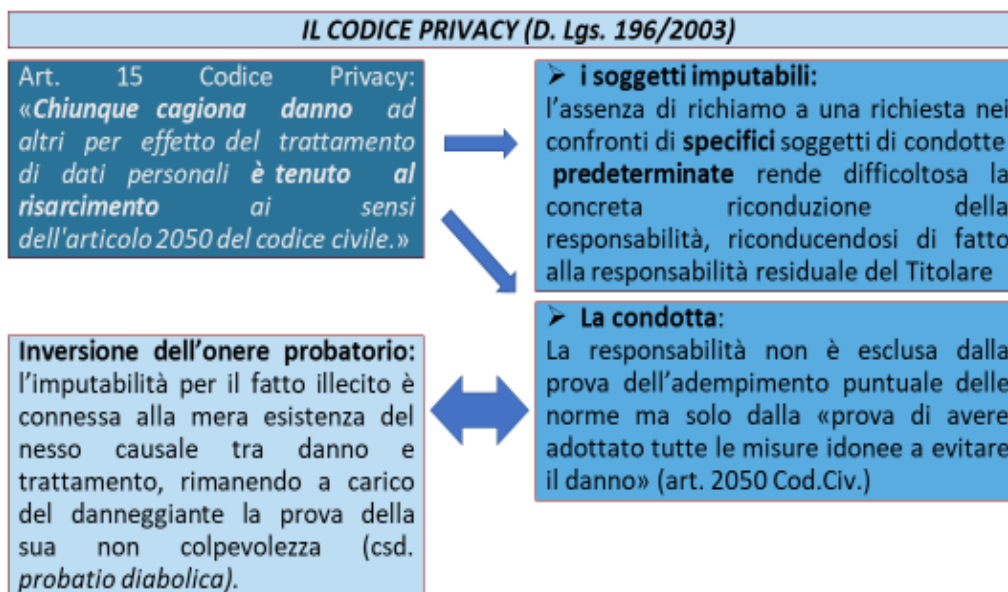 IL CODICE PRIVACY (D. Lgs. 196/2003)
Art. 15 Codice Privacy:
«Chiunque cagiona danno ad
altri per effetto del trattamento
di dati personali è tenuto al
risarcimento ai sensi
dell'articolo 2050 del codice civile.»
➢ i soggetti imputabili:
l'assenza di richiamo a una richiesta nei
confronti di specifici soggetti di condotte
predeterminate rende difficoltosa la
concreta riconduzione della
responsabilità, riconducendosi di fatto
alla responsabilità residuale del Titolare
➢ La condotta:
La responsabilità non è esclusa dalla
prova dell'adempimento puntuale delle
norme ma solo dalla «prova di avere
adottato tutte le misure idonee a evitare
il danno» (art. 2050 Cod.Civ.)
Inversione dell'onere probatorio:
l'imputabilità per il fatto illecito è
connessa alla mera esistenza del
nesso causale tra danno e
trattamento, rimanendo a carico
del danneggiante la prova della
sua non colpevolezza (csd.
probatio diabolica).